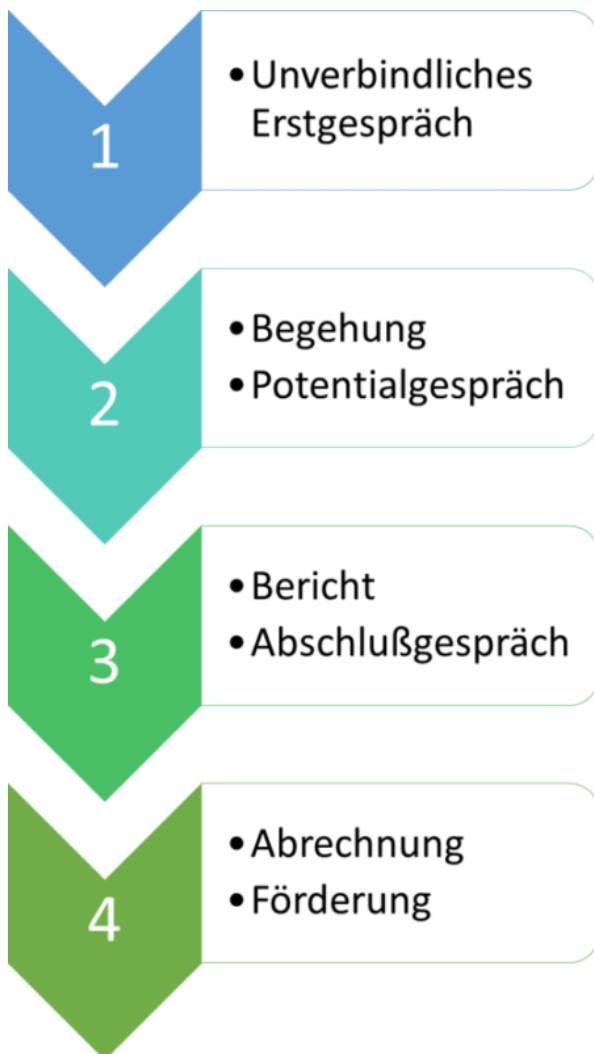 1
• Unverbindliches
Erstgespräch
2
• Begehung
• Potentialgespräch
3
• Bericht
• Abschlußgespräch
4
• Abrechnung
• Förderung